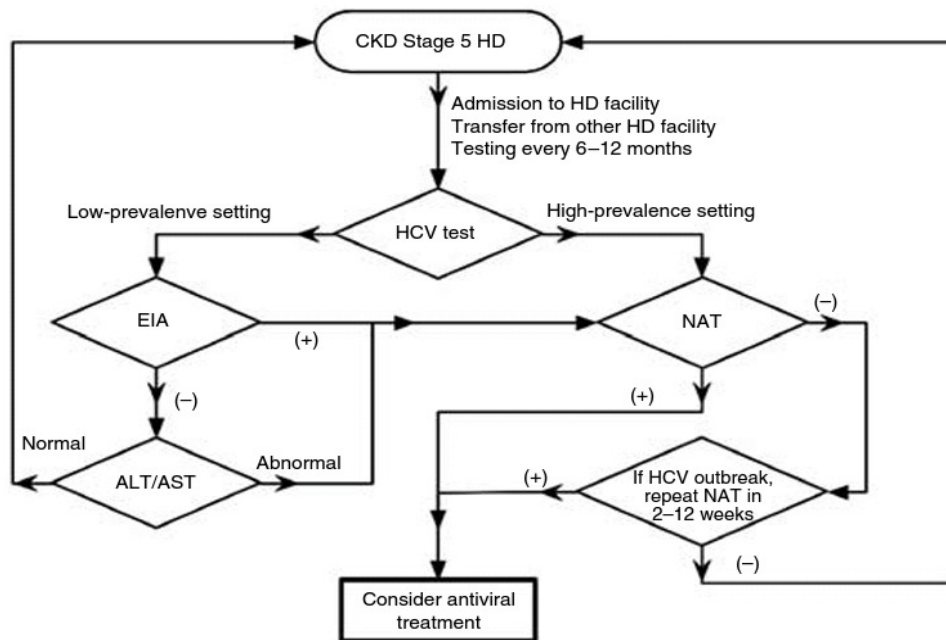 CKD Stage 5 HD
Admission to HD facility
Transfer from other HD facility
Testing every 6–12 months
Low-prevalenve setting
High-prevalence setting
HCV test
EIA
NAT
(–)
(+)
(–)
(+)
Normal
ALT/AST
Abnormal
(+)
If HCV outbreak,
repeat NAT in
2–12 weeks
(–)
Consider antiviral
treatment